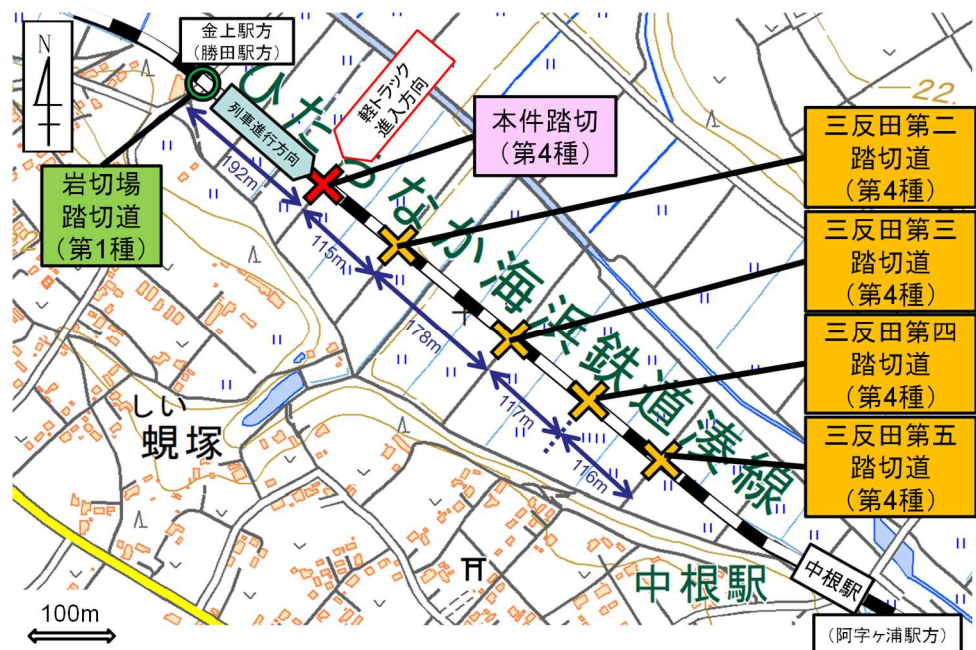 N
金上駅方
(勝田駅方)
列車進行方向
軽トラック
進入方向
本件踏切
(第4種)
三反田第二
踏切道
(第4種)
三反田第三
踏切道
(第4種)
三反田第四
踏切道
(第4種)
三反田第五
踏切道
(第4種)
岩切場
踏切道
(第1種)
ひたちなか海浜鉄道湊線
22.
192m
115m
178m
117m
116m
しい
蜆塚
中根駅
中根駅
(阿字ヶ浦駅方)
100m